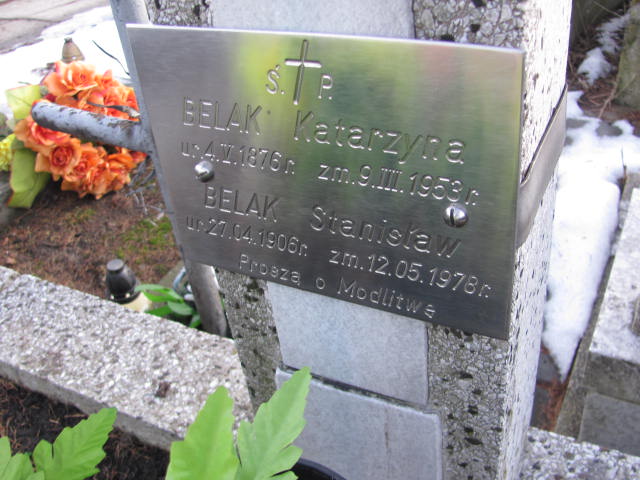 Ś. P.
BELAK Katarzyna
ur. 4.IV.1876 r. zm. 9.III.1953 r.
BELAK Stanisław
ur. 27.04.1906 r. zm. 12.05.1978 r.
Proszą o Modlitwę